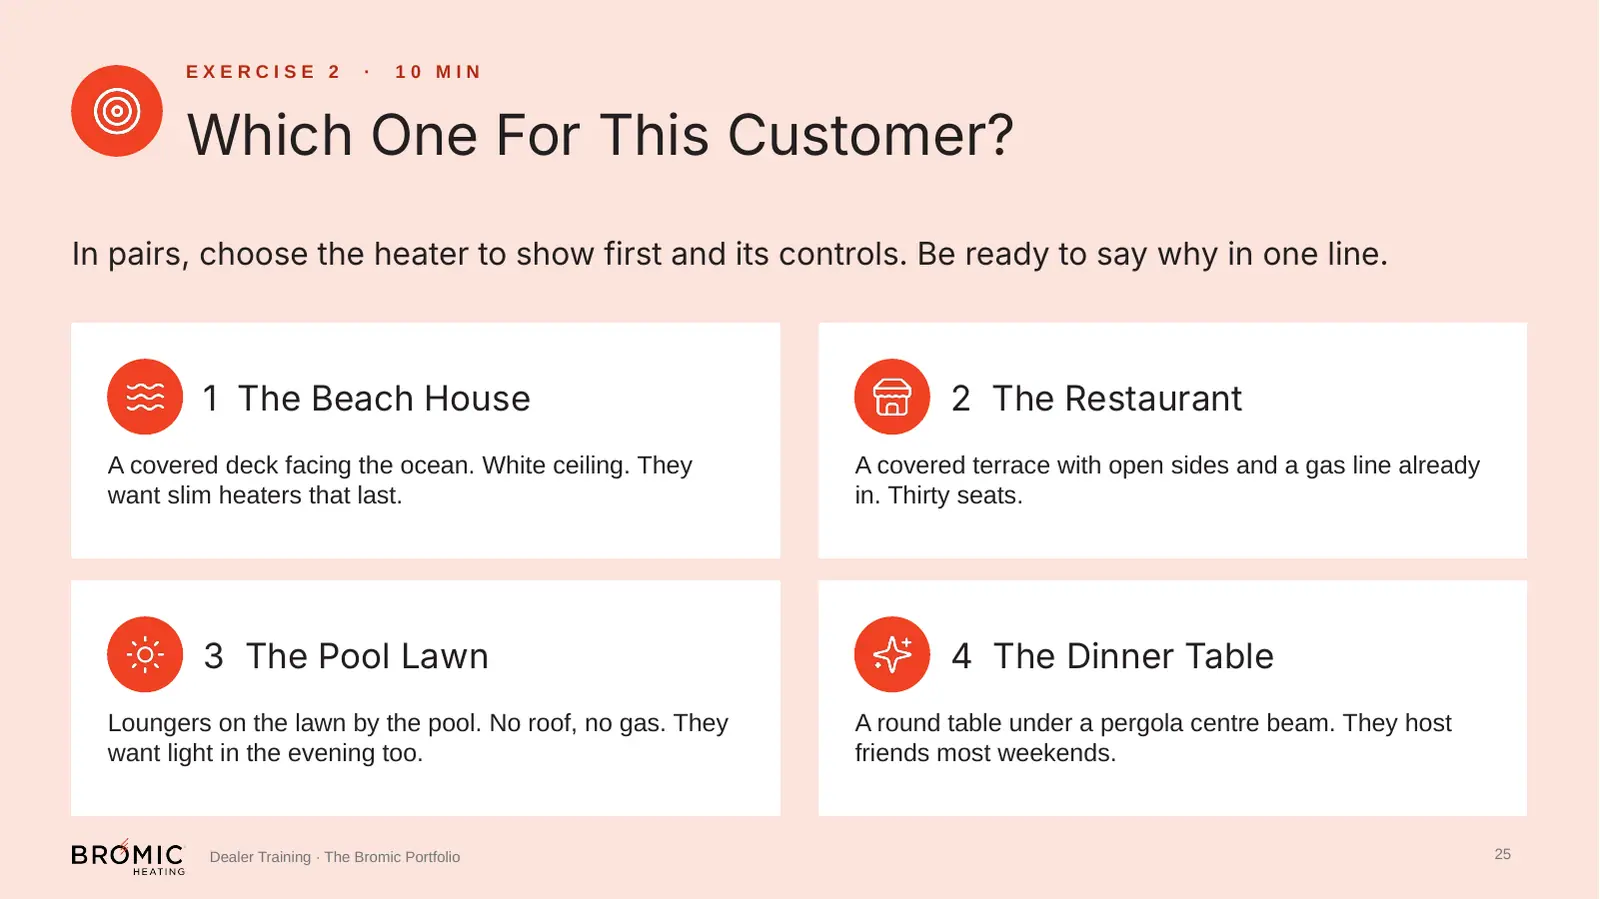 EXERCISE 2 · 10 MIN
Which One For This Customer?
In pairs, choose the heater to show first and its controls. Be ready to say why in one line.
1 The Beach House
A covered deck facing the ocean. White ceiling. They
want slim heaters that last.
2 The Restaurant
A covered terrace with open sides and a gas line already
in. Thirty seats.
3 The Pool Lawn
Loungers on the lawn by the pool. No roof, no gas. They
want light in the evening too.
4 The Dinner Table
A round table under a pergola centre beam. They host
friends most weekends.
BROMIC
HEATING
Dealer Training · The Bromic Portfolio
25